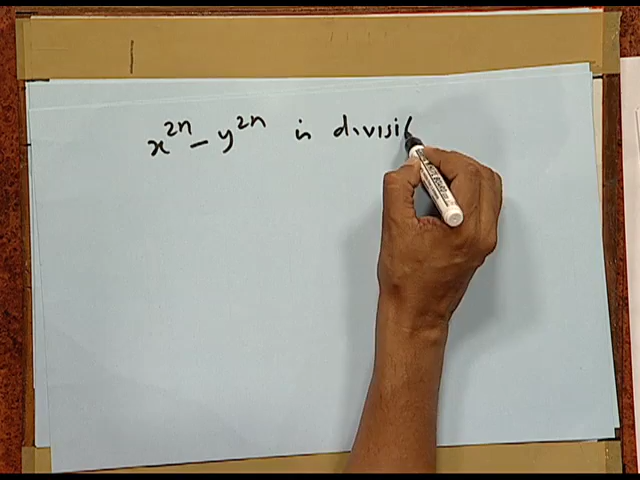 x^{2n} - y^{2n} is divisi